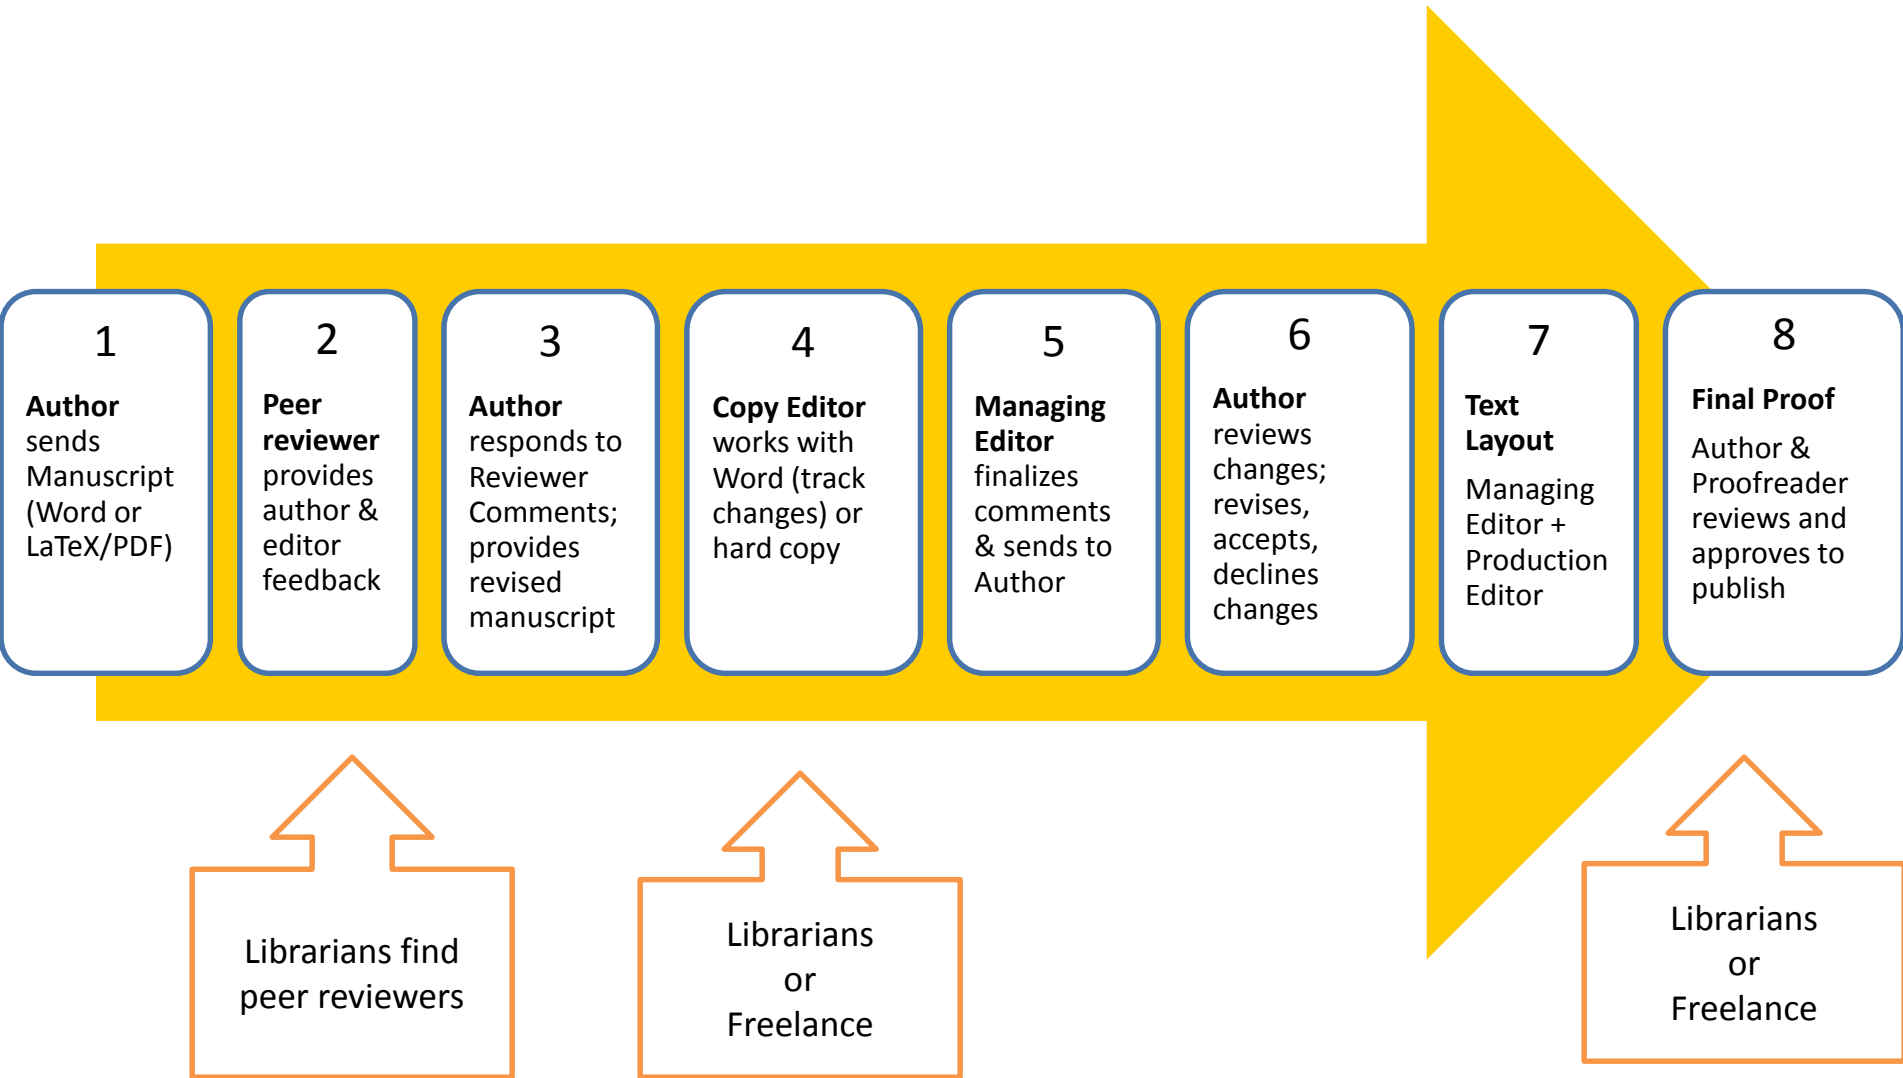 1
Author
sends
Manuscript
(Word or
LaTeX/PDF)
2
Peer
reviewer
provides
author &
editor
feedback
3
Author
responds to
Reviewer
Comments;
provides
revised
manuscript
4
Copy Editor
works with
Word (track
changes) or
hard copy
5
Managing
Editor
finalizes
comments
& sends to
Author
6
Author
reviews
changes;
revises,
accepts,
declines
changes
7
Text
Layout
Managing
Editor +
Production
Editor
8
Final Proof
Author &
Proofreader
reviews and
approves to
publish
Librarians find
peer reviewers
Librarians
or
Freelance
Librarians
or
Freelance